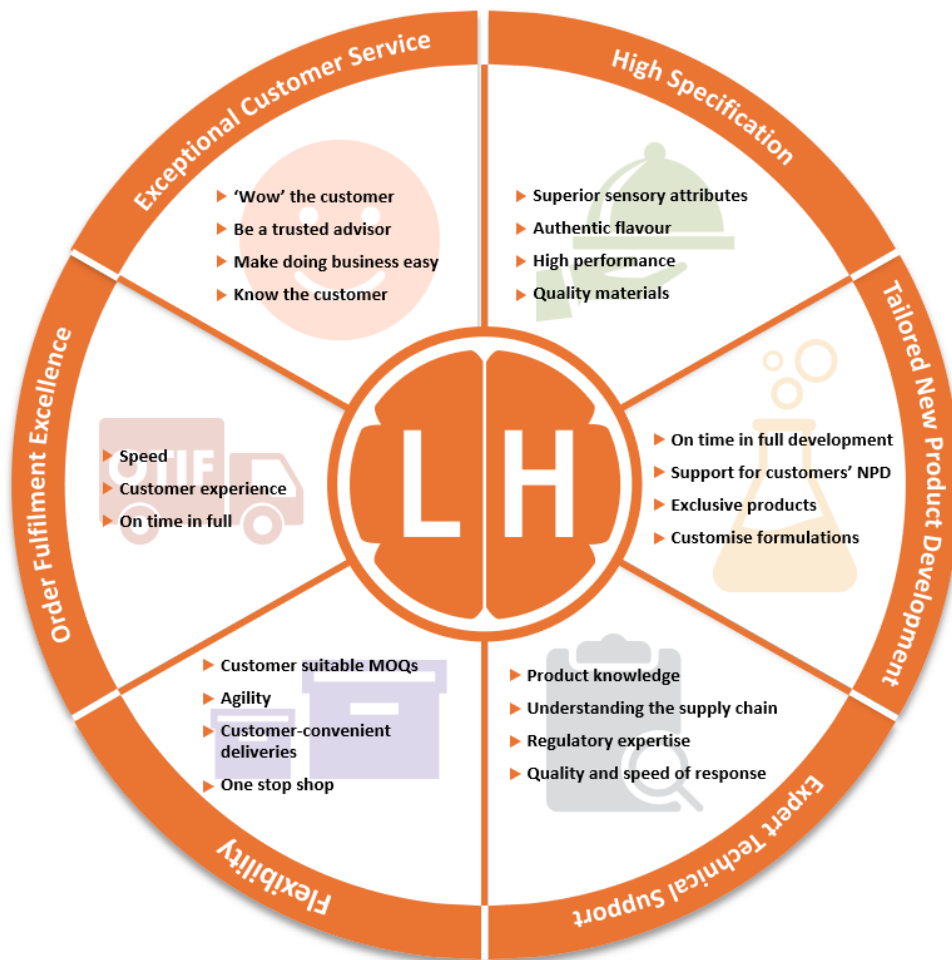 Exceptional Customer Service
‘Wow’ the customer
Be a trusted advisor
Make doing business easy
Know the customer
High Specification
Superior sensory attributes
Authentic flavour
High performance
Quality materials
Tailored New Product Development
On time in full development
Support for customers’ NPD
Exclusive products
Customise formulations
Expert Technical Support
Product knowledge
Understanding the supply chain
Regulatory expertise
Quality and speed of response
Flexibility
Customer suitable MOQs
Agility
Customer-convenient
deliveries
One stop shop
Order Fulfilment Excellence
OTIF
Speed
Customer experience
On time in full
LH